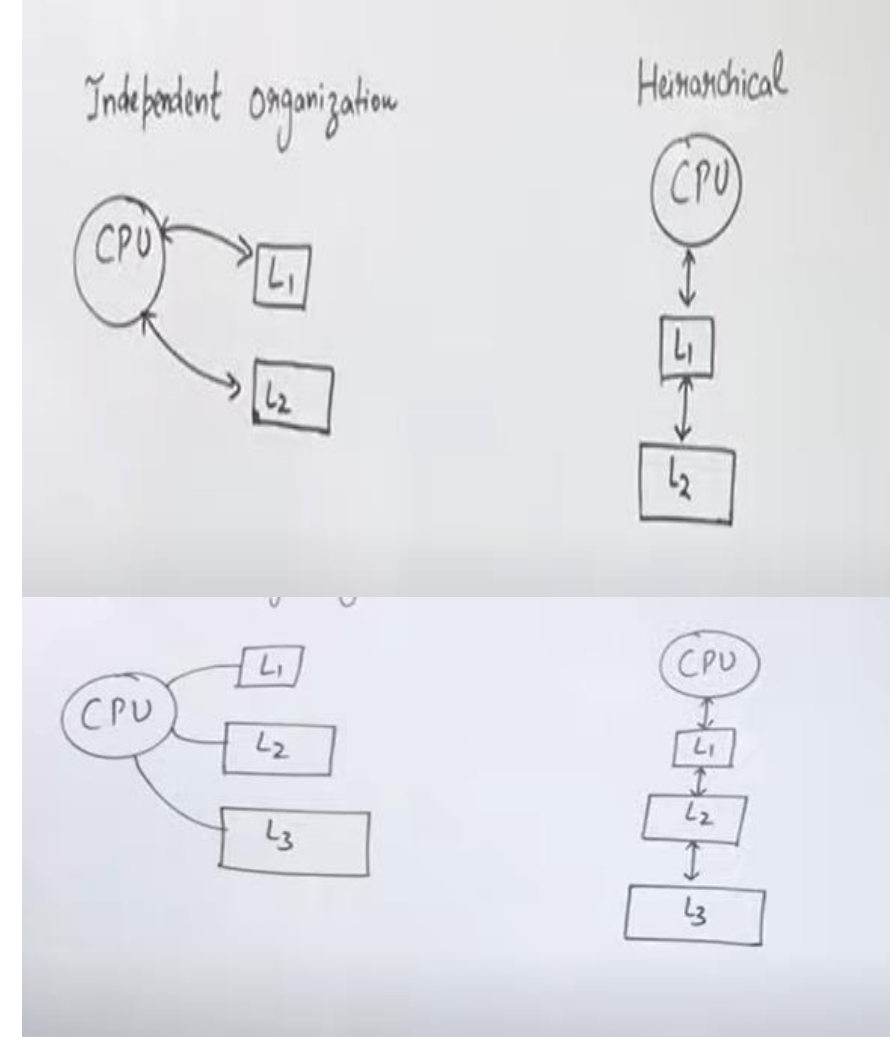 Independent Organization
Heirarchical
CPU
L1
L2
CPU
L1
L2
CPU
L1
L2
L3
CPU
L1
L2
L3